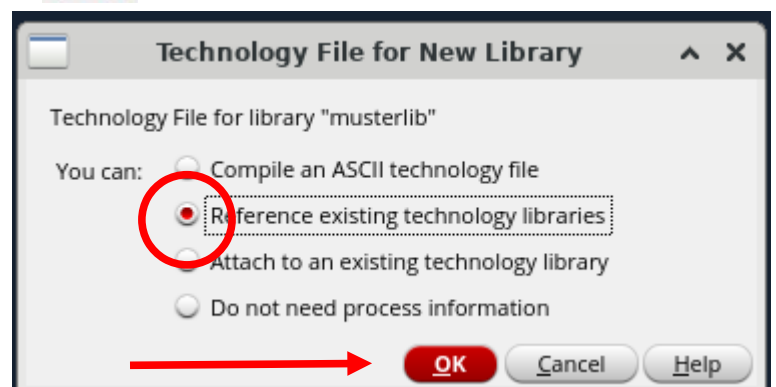 Technology File for New Library
Technology File for library "musterlib"
You can: Compile an ASCII technology file
Reference existing technology libraries
Attach to an existing technology library
Do not need process information
OK Cancel Help